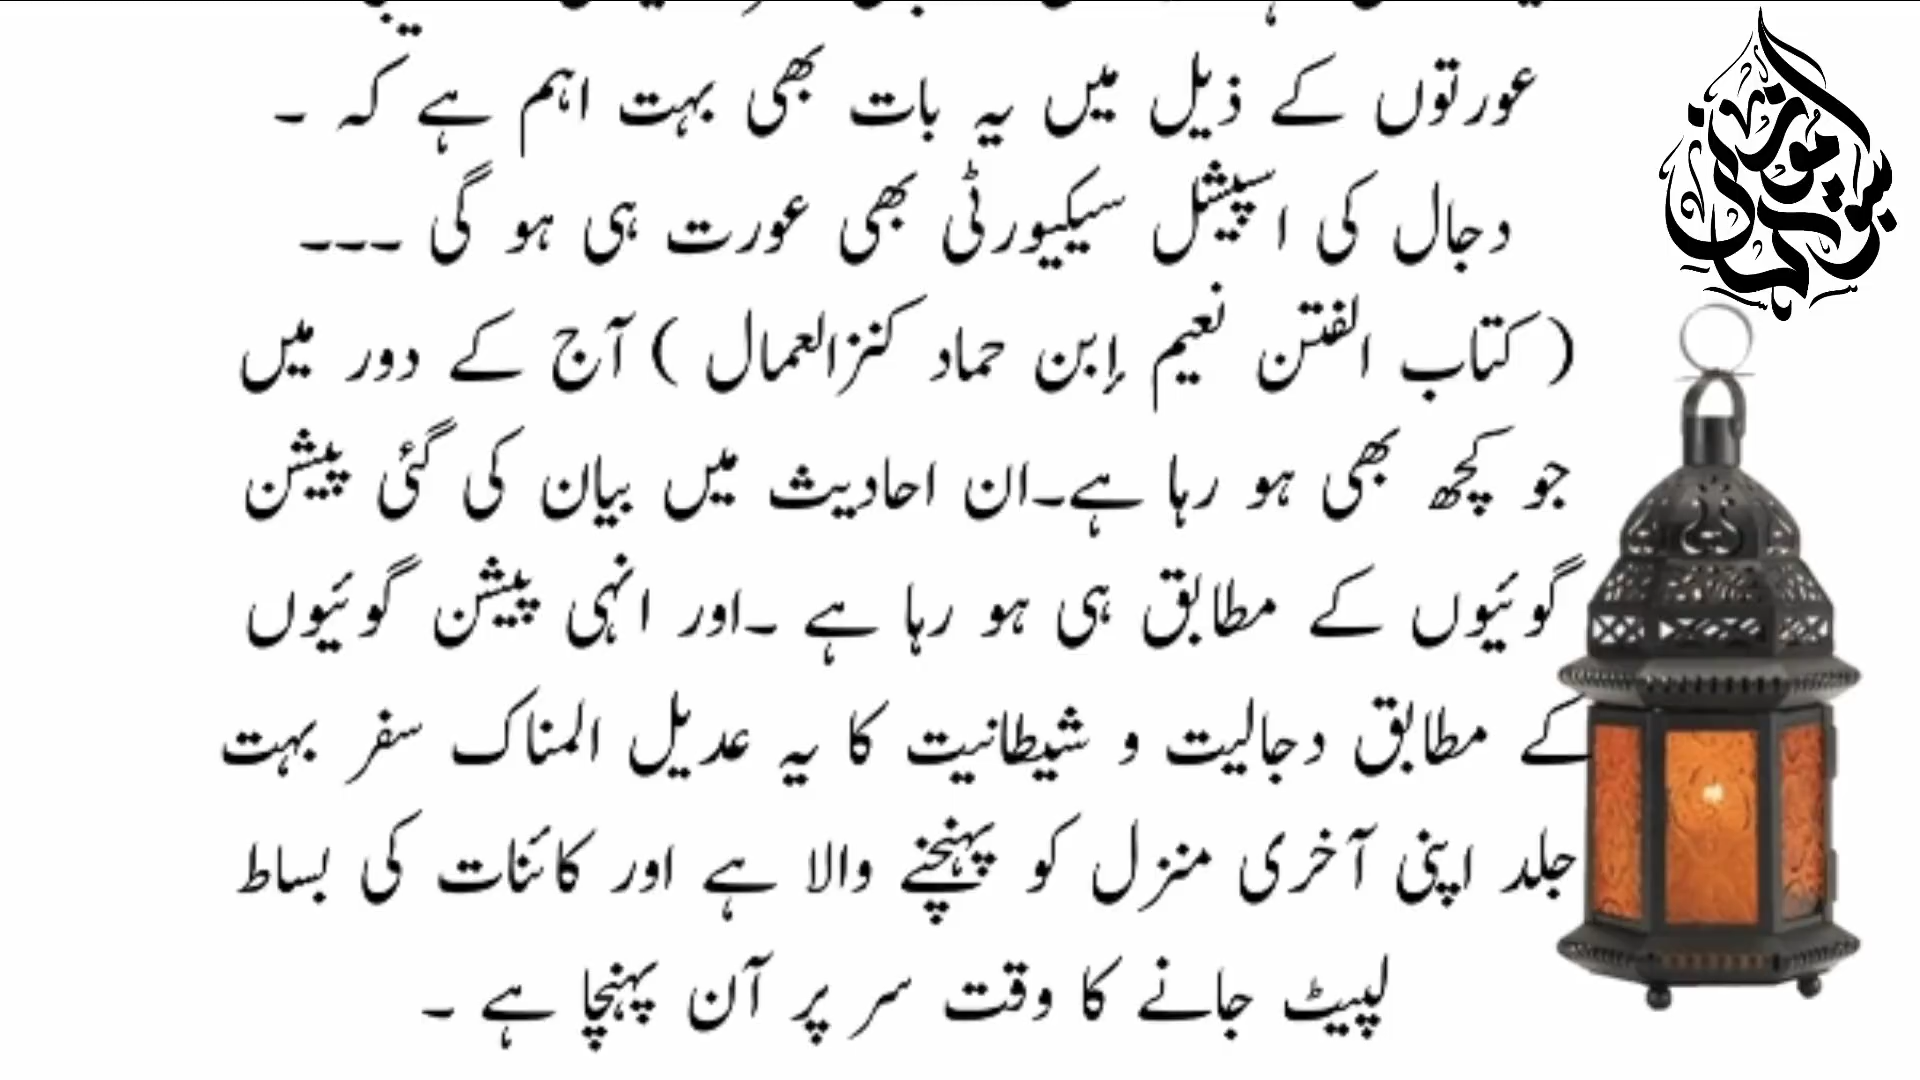 عورتوں کے ذیل میں یہ بات بھی بہت اہم ہے کہ ۔
دجال کی اسپیشل سیکیورٹی بھی عورت ہی ہو گی ---
( کتاب الفتن نعیم إبن حماد کنزالعمال ) آج کے دور میں
جو کچھ بھی ہو رہا ہے۔ان احادیث میں بیان کی گئی پیشن
گوئیوں کے مطابق ہی ہو رہا ہے ۔اور انہی پیشن گوئیوں
کے مطابق دجالیت و شیطانیت کا یہ عدیل المناک سفر بہت
جلد اپنی آخری منزل کو پہنچنے والا ہے اور کائنات کی بساط
لپیٹ جانے کا وقت سر پر آن پہنچا ہے ۔